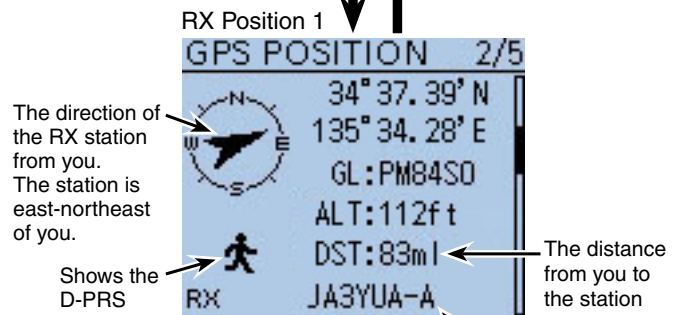 RX Position 1
GPS POSITION 2/5
N
W
E
S
34°37.39'N
135°34.28'E
GL:PM84SO
ALT:112ft
DST:83ml
RX JA3YUA-A
The direction of
the RX station
from you.
The station is
east-northeast
of you.
Shows the
D-PRS
The distance
from you to
the station